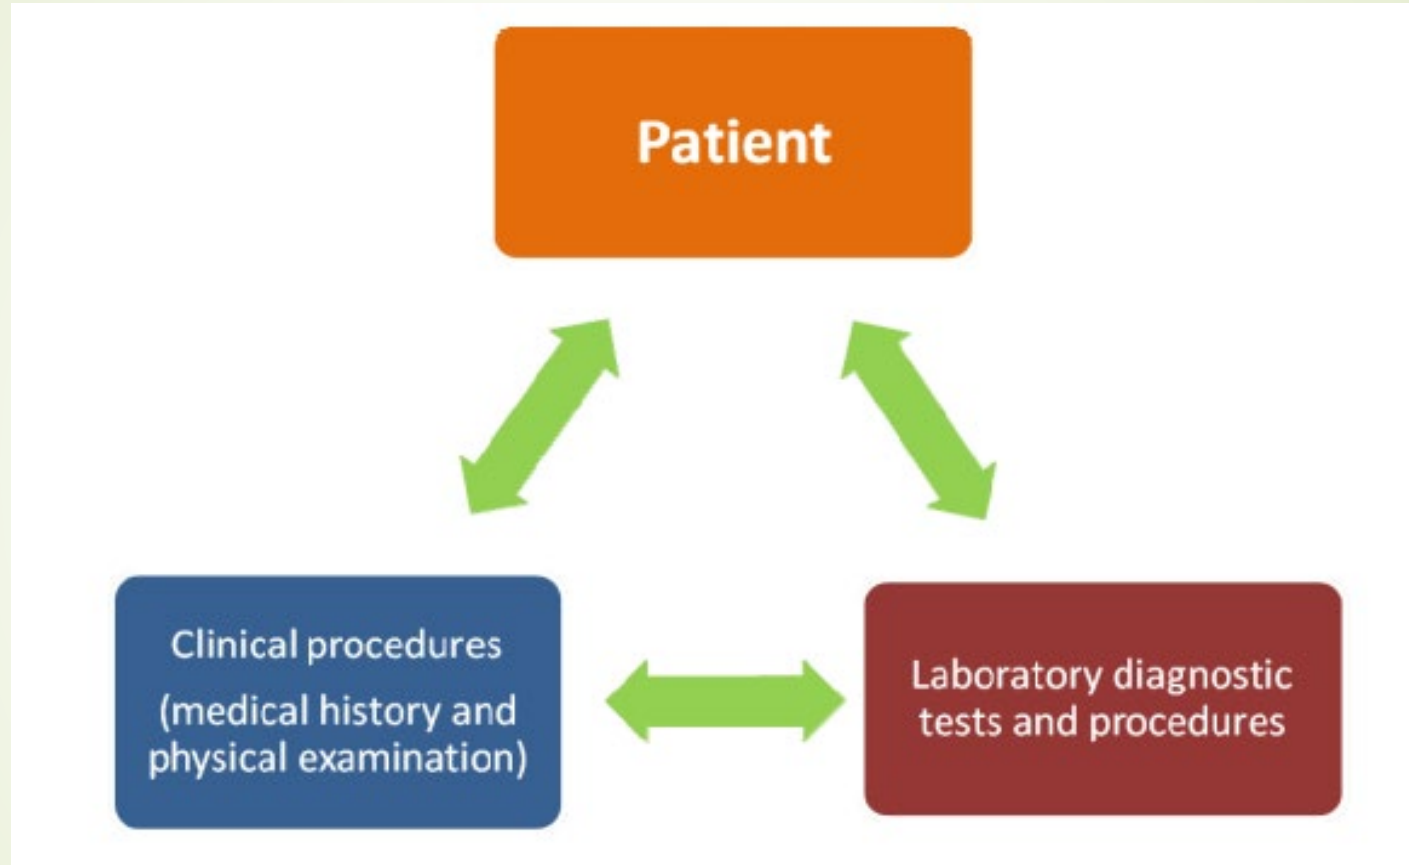 Patient
Clinical procedures
(medical history and
physical examination)
Laboratory diagnostic
tests and procedures